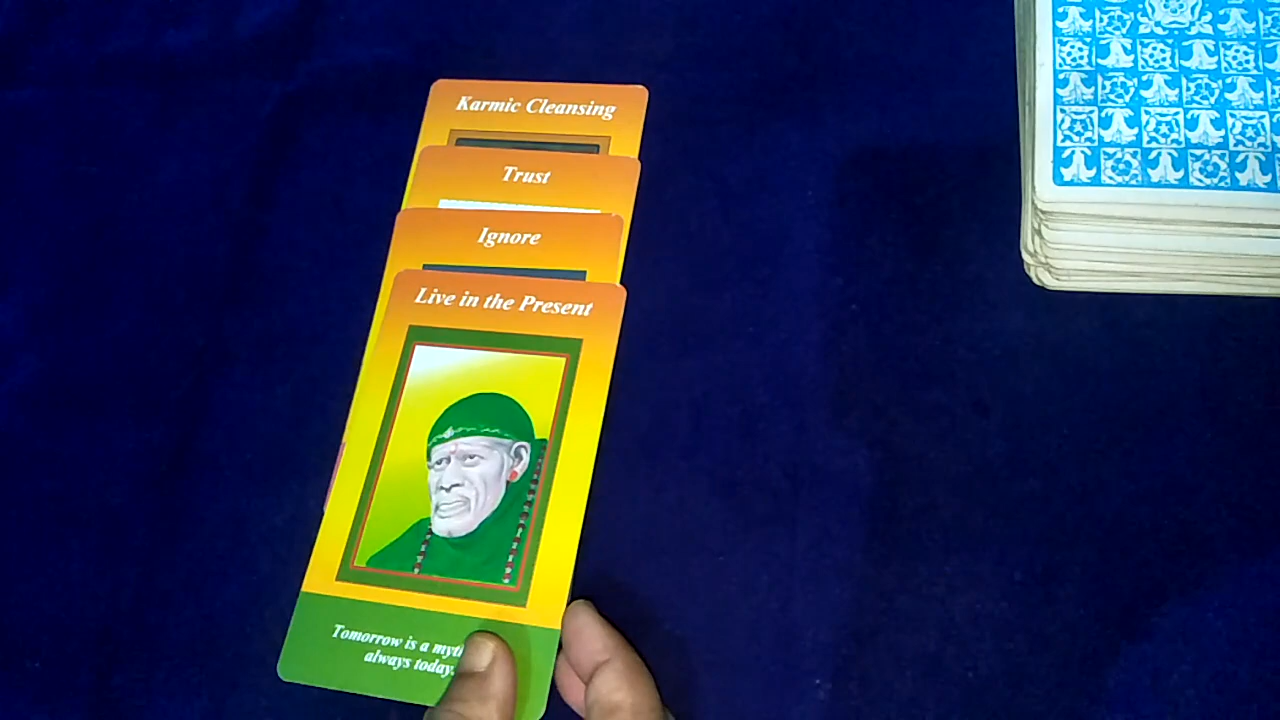 Karmic Cleansing
Trust
Ignore
Live in the Present
Tomorrow is a
always today.